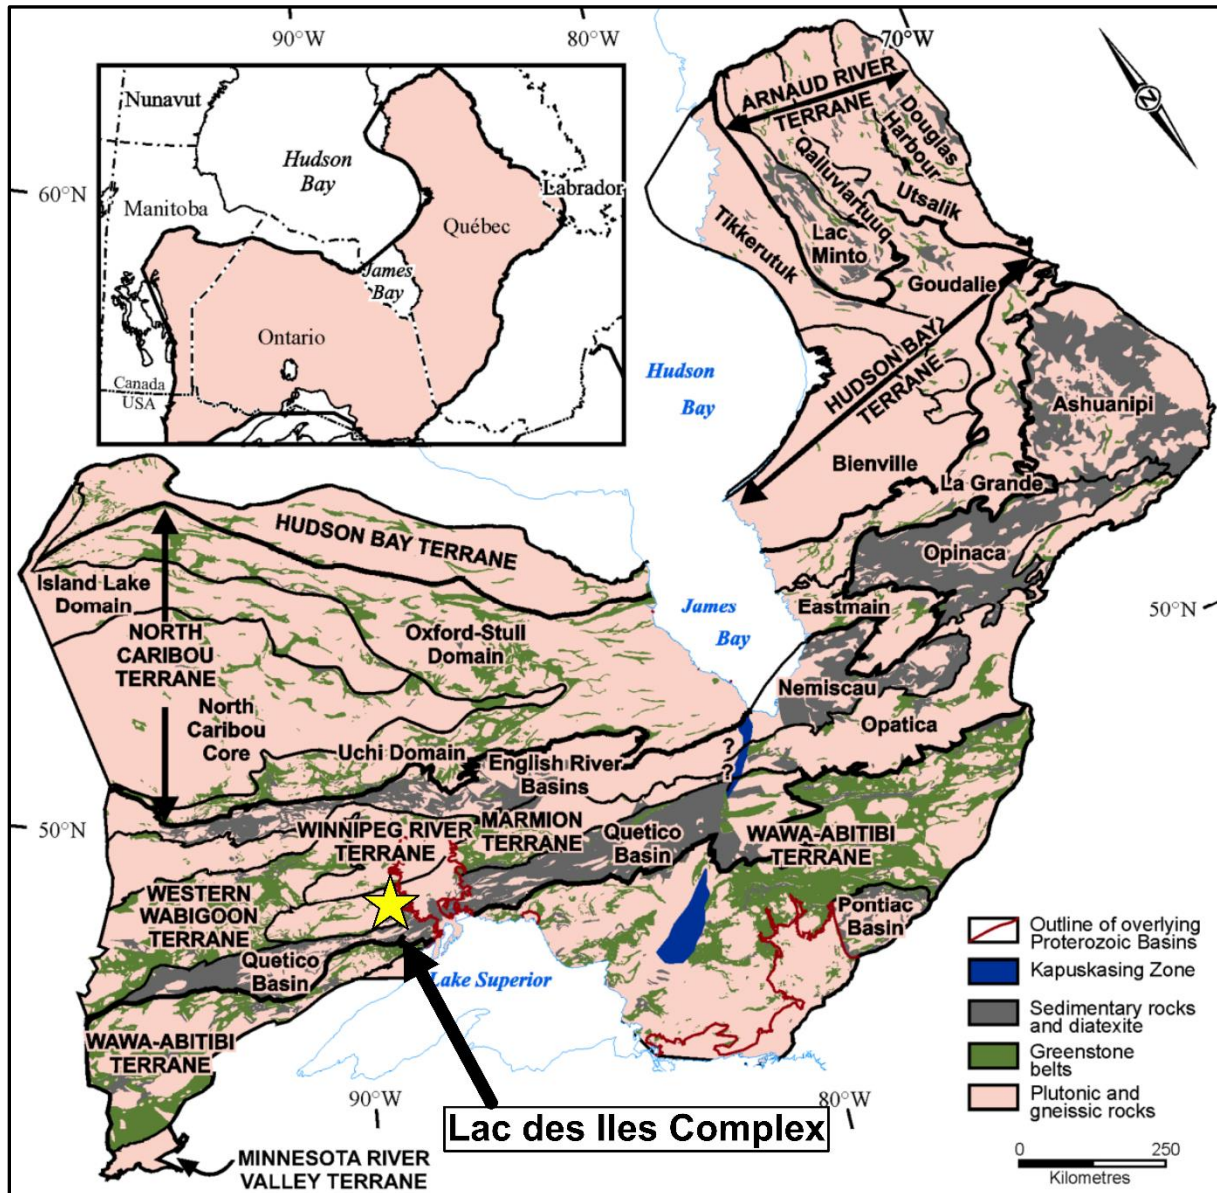 90°W
80°W
70°W
60°N
50°N
50°N
90°W
80°W
N
Nunavut
Manitoba
Hudson
Bay
Labrador
Québec
James
Bay
Ontario
Canada
USA
ARNAUD RIVER
TERRANE
Douglas
Harbour
Qalluviartuuq
Utsalik
Tikkerutuk
Lac
Minto
Goudalie
HUDSON BAY
TERRANE
Hudson
Bay
Ashuanipi
Bienville
La Grande
Opinaca
HUDSON BAY TERRANE
Island Lake
Domain
NORTH
CARIBOU
TERRANE
Oxford-Stull
Domain
James
Bay
Eastmain
Nemiscau
Opatica
North
Caribou
Core
Uchi Domain
English River
Basins
?
?
WINNIPEG RIVER
TERRANE
MARMION
TERRANE
Quetico
Basin
WAWA-ABITIBI
TERRANE
WESTERN
WABIGOON
TERRANE
Pontiac
Basin
Quetico
Basin
Lake Superior
WAWA-ABITIBI
TERRANE
Lac des Iles Complex
MINNESOTA RIVER
VALLEY TERRANE
Outline of overlying
Proterozoic Basins
Kapuskasing Zone
Sedimentary rocks
and diatexite
Greenstone
belts
Plutonic and
gneissic rocks
0 250
Kilometres